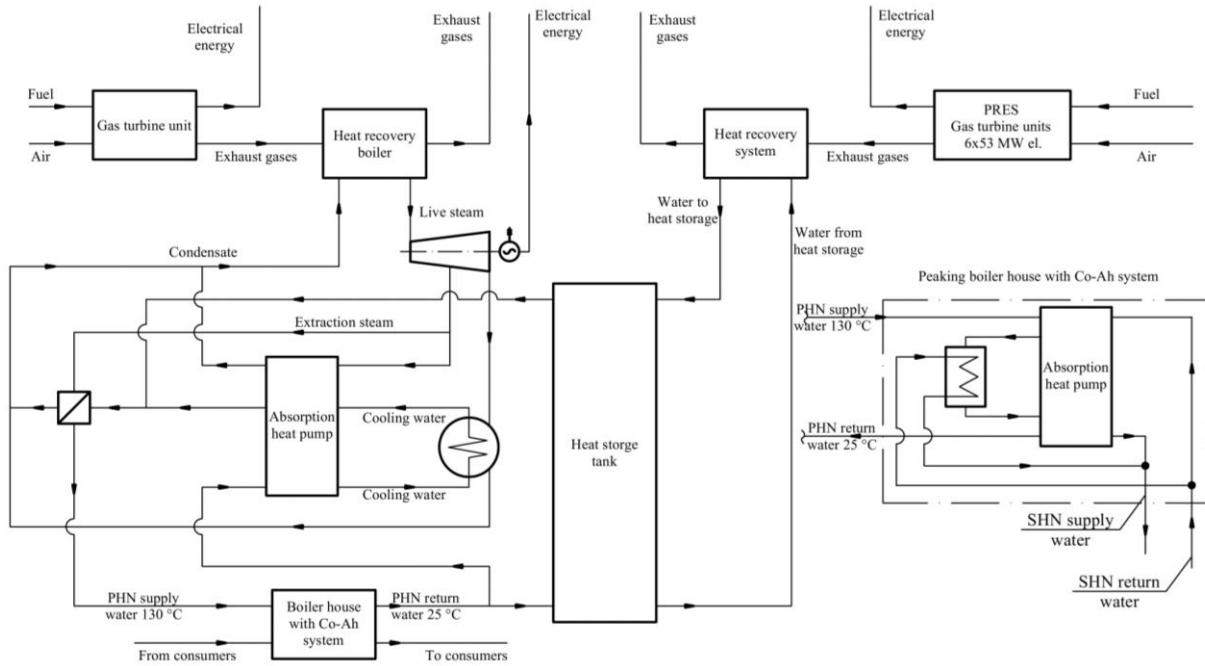 Electrical
energy
Exhaust
gases
Electrical
energy
Exhaust
gases
Electrical
energy
Fuel
Gas turbine unit
Air
Exhaust gases
Heat recovery
boiler
Heat recovery
system
Exhaust gases
PRES
Gas turbine units
6x53 MW el.
Fuel
Air
Live steam
Water to
heat storage
Water from
heat storage
Condensate
Extraction steam
Absorption
heat pump
Cooling water
Cooling water
Heat storge
tank
Peaking boiler house with Co-Ah system
PHN supply
water 130 °C
Absorption
heat pump
PHN return
water 25 °C
SHN supply
water
SHN return
water
PHN supply
water 130 °C
Boiler house
with Co-Ah
system
PHN return
water 25 °C
From consumers
To consumers